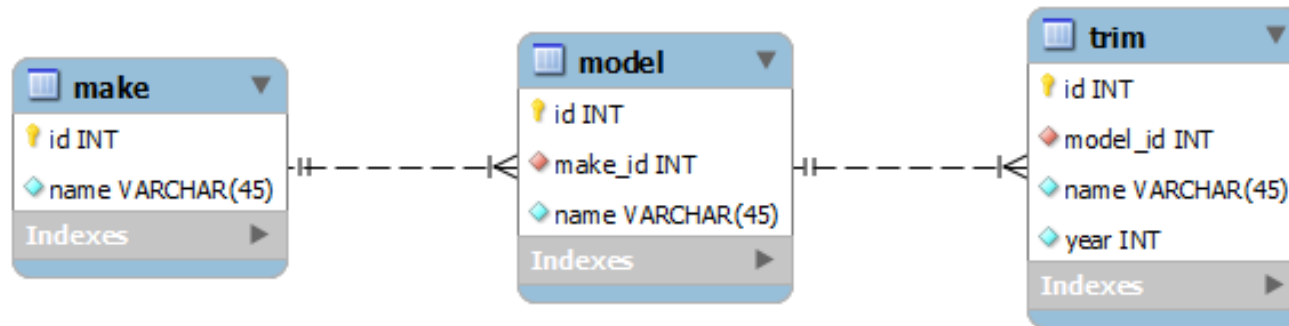 make
id INT
name VARCHAR(45)
Indexes
model
id INT
make_id INT
name VARCHAR(45)
Indexes
trim
id INT
model_id INT
name VARCHAR(45)
year INT
Indexes